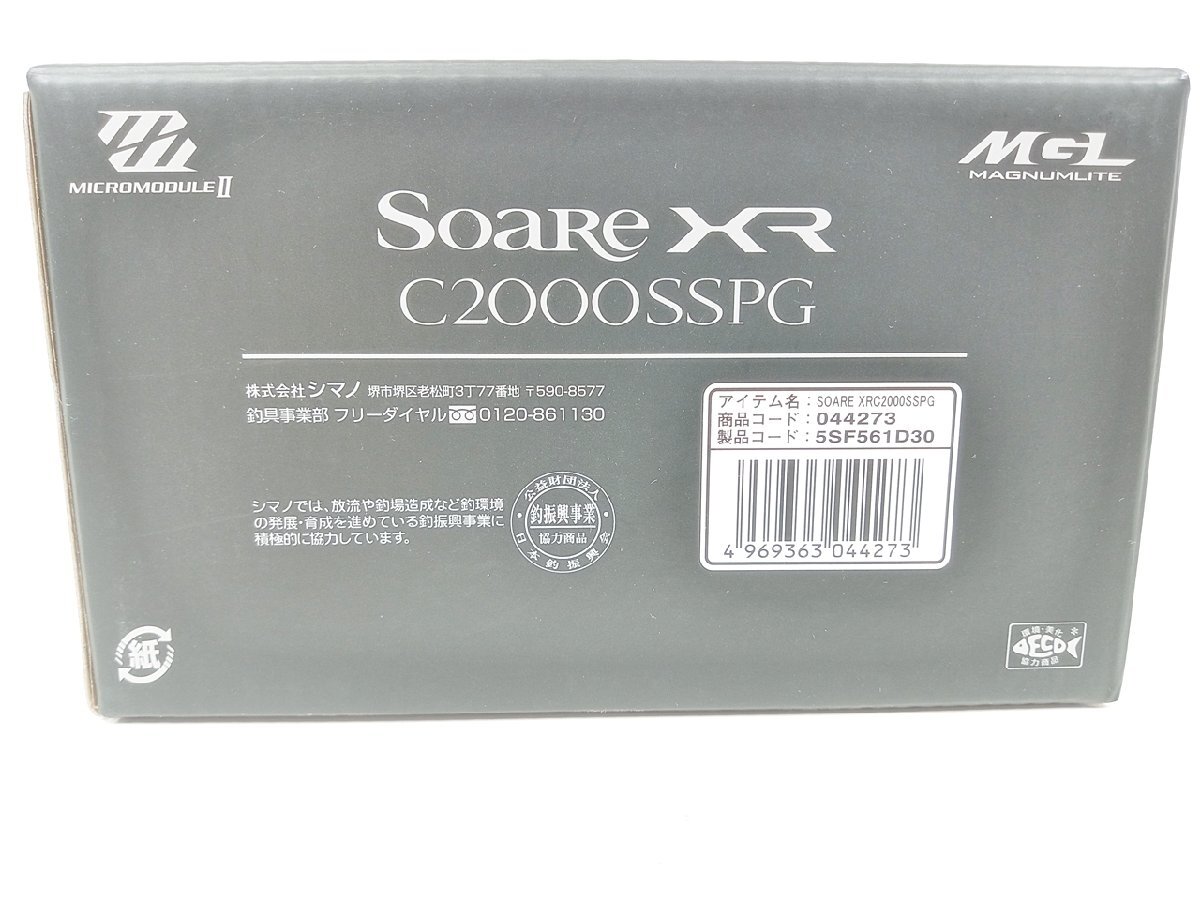 MICROMODULE II
MGL
MAGNUMLITE
SOARE XR
C2000SSPG
株式会社シマノ 堺市堺区老松町3丁77番地 〒590-8577
釣具事業部 フリーダイヤル 0120-861130
アイテム名：SOARE XRC2000SSPG
商品コード：044273
製品コード：5SF561D30
4 969363 044273
シマノでは、放流や釣場造成など釣環境
の発展・育成を進めている釣振興事業に
積極的に協力しています。
公益財団法人
釣振興事業
協力商品
日本釣振興会
紙
環境・美化
ECO
協力商品